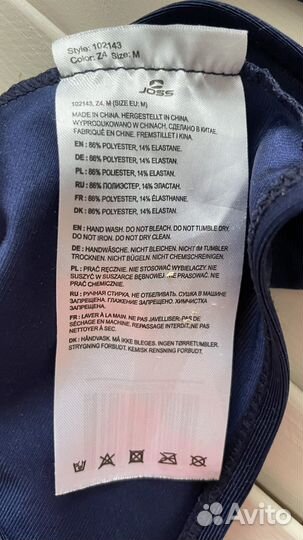 Style: 102143
Color: Z4 Size: M
JOSS
102143, Z4, M (SIZE EU: M)
MADE IN CHINA. HERGESTELLT IN CHINA.
WYPRODUKOWANO W CHINACH. СДЕЛАНО В КИТАЕ.
FABRIQUÉ EN CHINE. FREMSTILLET I KINA.
EN : 86% POLYESTER, 14% ELASTANE.
DE : 86% POLYESTER, 14% ELASTAN.
PL : 86% POLIESTER, 14% ELASTAN.
RU : 86% ПОЛИЭСТЕР, 14% ЭЛАСТАН.
FR : 86% POLYESTER, 14% ÉLASTHANNE.
DK : 86% POLYESTER, 14% ELASTANE.
EN : HAND WASH. DO NOT BLEACH. DO NOT TUMBLE DRY.
DO NOT IRON. DO NOT DRY CLEAN.
DE : HANDWÄSCHE. NICHT BLEICHEN. NICHT IM TUMBLER
TROCKNEN. NICHT BÜGELN. NICHT CHEMISCHREINIGEN.
PL : PRAĆ RĘCZNIE. NIE STOSOWAĆ WYBIELACZY. NIE
SUSZYĆ W SUSZARCE BĘBNOWEJ. NIE PRASOWAĆ. NIE
PRAĆ CHEMICZNIE.
RU : РУЧНАЯ СТИРКА. НЕ ОТБЕЛИВАТЬ. СУШКА В МАШИНЕ
ЗАПРЕЩЕНА. ГЛАЖЕНИЕ ЗАПРЕЩЕНО. ХИМЧИСТКА
ЗАПРЕЩЕНА.
FR : LAVER À LA MAIN. NE PAS JAVELLISER. PAS DE
SÉCHAGE EN MACHINE. REPASSAGE INTERDIT. NE PAS
NETTOYER À SEC.
DK : HÅNDVASK. MÅ IKKE BLEGES. INGEN TØRRETUMBLER.
STRYGNING FORBUDT. KEMISK RENSNING FORBUDT.
Avito